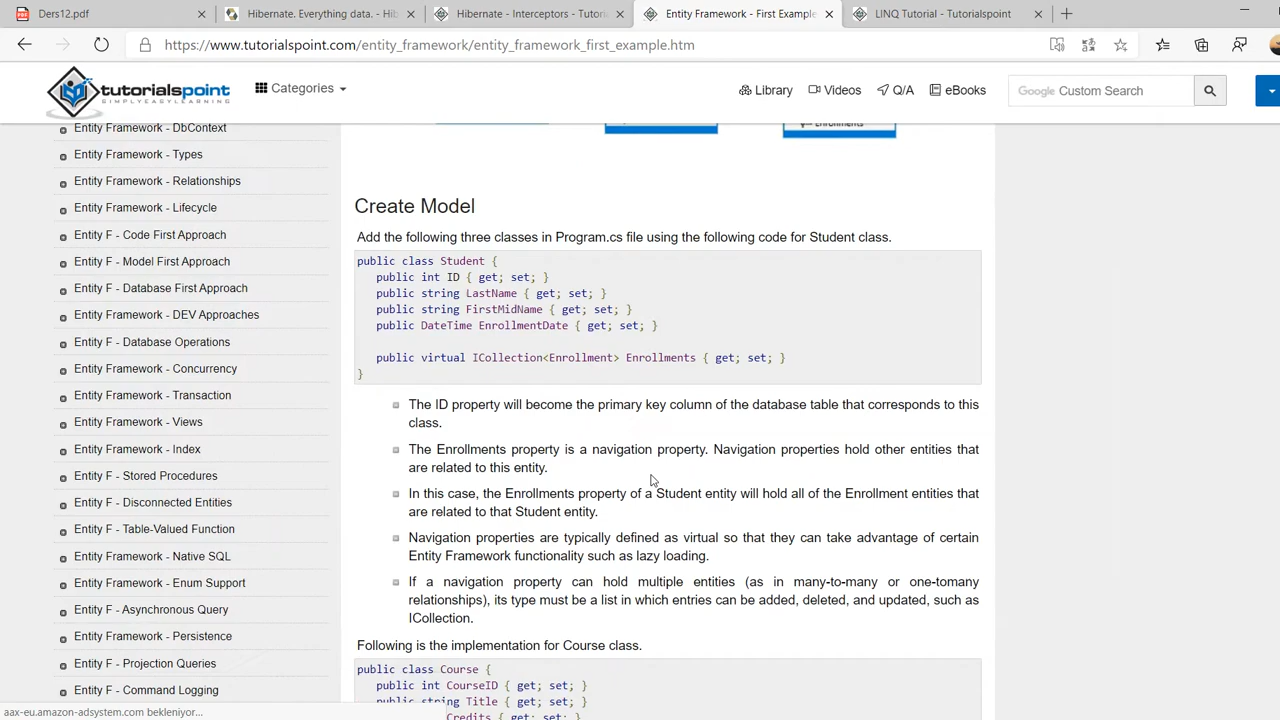 Ders12.pdf
Hibernate. Everything data. - Hi
Hibernate - Interceptors - Tutori
Entity Framework - First Example
LINQ Tutorial - Tutorialspoint
https://www.tutorialspoint.com/entity_framework/entity_framework_first_example.htm
tutorialspoint
SIMPLYEASYLEARNING
Categories
Library
Videos
Q/A
eBooks
Google Custom Search
Entity Framework - DbContext
Entity Framework - Types
Entity Framework - Relationships
Entity Framework - Lifecycle
Entity F - Code First Approach
Entity F - Model First Approach
Entity F - Database First Approach
Entity Framework - DEV Approaches
Entity F - Database Operations
Entity Framework - Concurrency
Entity Framework - Transaction
Entity Framework - Views
Entity Framework - Index
Entity F - Stored Procedures
Entity F - Disconnected Entities
Entity F - Table-Valued Function
Entity Framework - Native SQL
Entity F - Enum Support
Entity F - Asynchronous Query
Entity Framework - Persistence
Entity F - Projection Queries
Entity F - Command Logging
aax-eu.amazon-adsystem.com bekleniyor...
Enrollments
Create Model
Add the following three classes in Program.cs file using the following code for Student class.
public class Student {
public int ID { get; set; }
public string LastName { get; set; }
public string FirstMidName { get; set; }
public DateTime EnrollmentDate { get; set; }
public virtual ICollection<Enrollment> Enrollments { get; set; }
}
The ID property will become the primary key column of the database table that corresponds to this
class.
The Enrollments property is a navigation property. Navigation properties hold other entities that
are related to this entity.
In this case, the Enrollments property of a Student entity will hold all of the Enrollment entities that
are related to that Student entity.
Navigation properties are typically defined as virtual so that they can take advantage of certain
Entity Framework functionality such as lazy loading.
If a navigation property can hold multiple entities (as in many-to-many or one-tomany
relationships), its type must be a list in which entries can be added, deleted, and updated, such as
ICollection.
Following is the implementation for Course class.
public class Course {
public int CourseID { get; set; }
public string Title { get; set; }
Credits { get; set; }